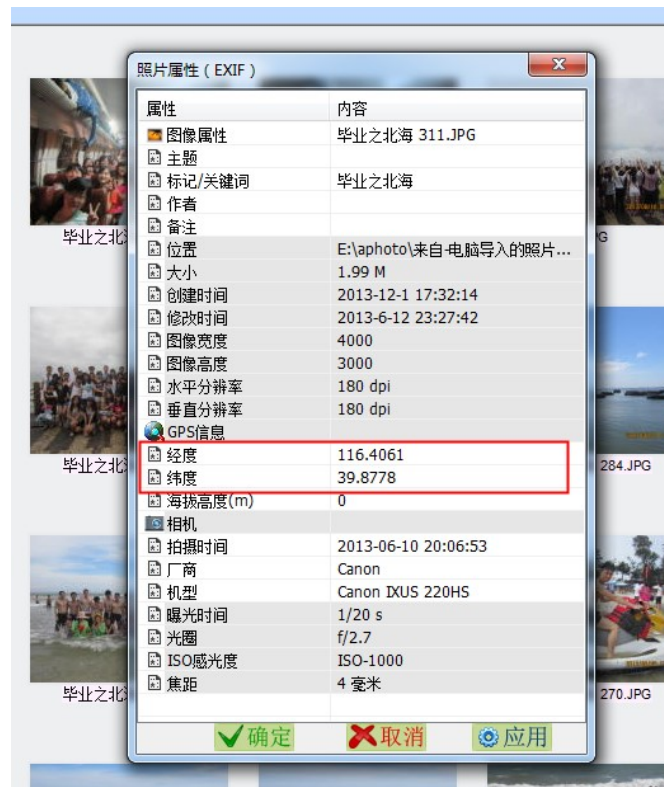 照片属性（EXIF）
属性 内容
图像属性 毕业之北海 311.JPG
主题
标记/关键词 毕业之北海
作者
备注
位置 E:\aphoto\来自-电脑导入的照片...
大小 1.99 M
创建时间 2013-12-1 17:32:14
修改时间 2013-6-12 23:27:42
图像宽度 4000
图像高度 3000
水平分辨率 180 dpi
垂直分辨率 180 dpi
GPS信息
经度 116.4061
纬度 39.8778
海拔高度(m) 0
相机
拍摄时间 2013-06-10 20:06:53
厂商 Canon
机型 Canon IXUS 220HS
曝光时间 1/20 s
光圈 f/2.7
ISO感光度 ISO-1000
焦距 4 毫米
确定 取消 应用
毕业之北
毕业之北
284.JPG
毕业之北
270.JPG